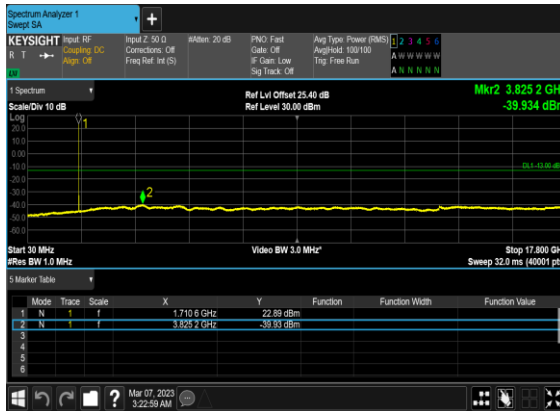 Spectrum Analyzer 1
Swept SA
KEYSIGHT Input: RF Input Z: 50 Ω #Atten: 20 dB PNO: Fast Avg Type: Power (RMS) 1 2 3 4 5 6
R T Coupling: DC Corrections: Off Gate: Off Avg|Hold: 100/100
Align: Off Freq Ref: Int (S) IF Gain: Low Trig: Free Run A W W W W W
Sig Track: Off
LXI A N N N N N
1 Spectrum Ref Lvl Offset 25.40 dB Mkr2 3.825 2 GHz
Scale/Div 10 dB Ref Level 30.00 dBm -39.934 dBm
Log
20.0
10.0
0.00
-10.0
DL1 -13.00 dB
-20.0
-30.0
-40.0
-50.0
-60.0
1
2
Start 30 MHz Video BW 3.0 MHz* Stop 17.800 GH
#Res BW 1.0 MHz Sweep 32.0 ms (40001 pt
5 Marker Table
Mode Trace Scale X Y Function Function Width Function Value
1 N 1 f 1.710 6 GHz 22.89 dBm
2 N 1 f 3.825 2 GHz -39.93 dBm
3
4
5
6
? Mar 07, 2023
3:22:59 AM